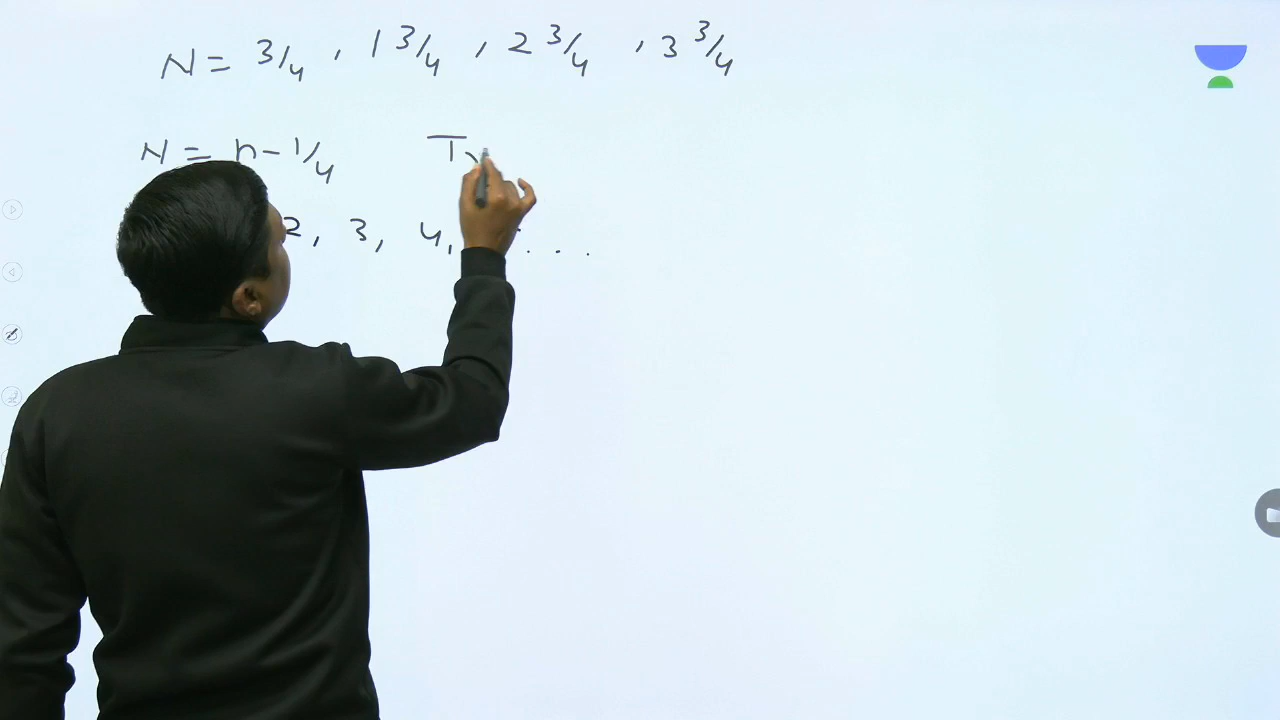 N = 3/4 , 1 3/4 , 2 3/4 , 3 3/4
N = n - 1/4 T
2, 3, 4, . . .